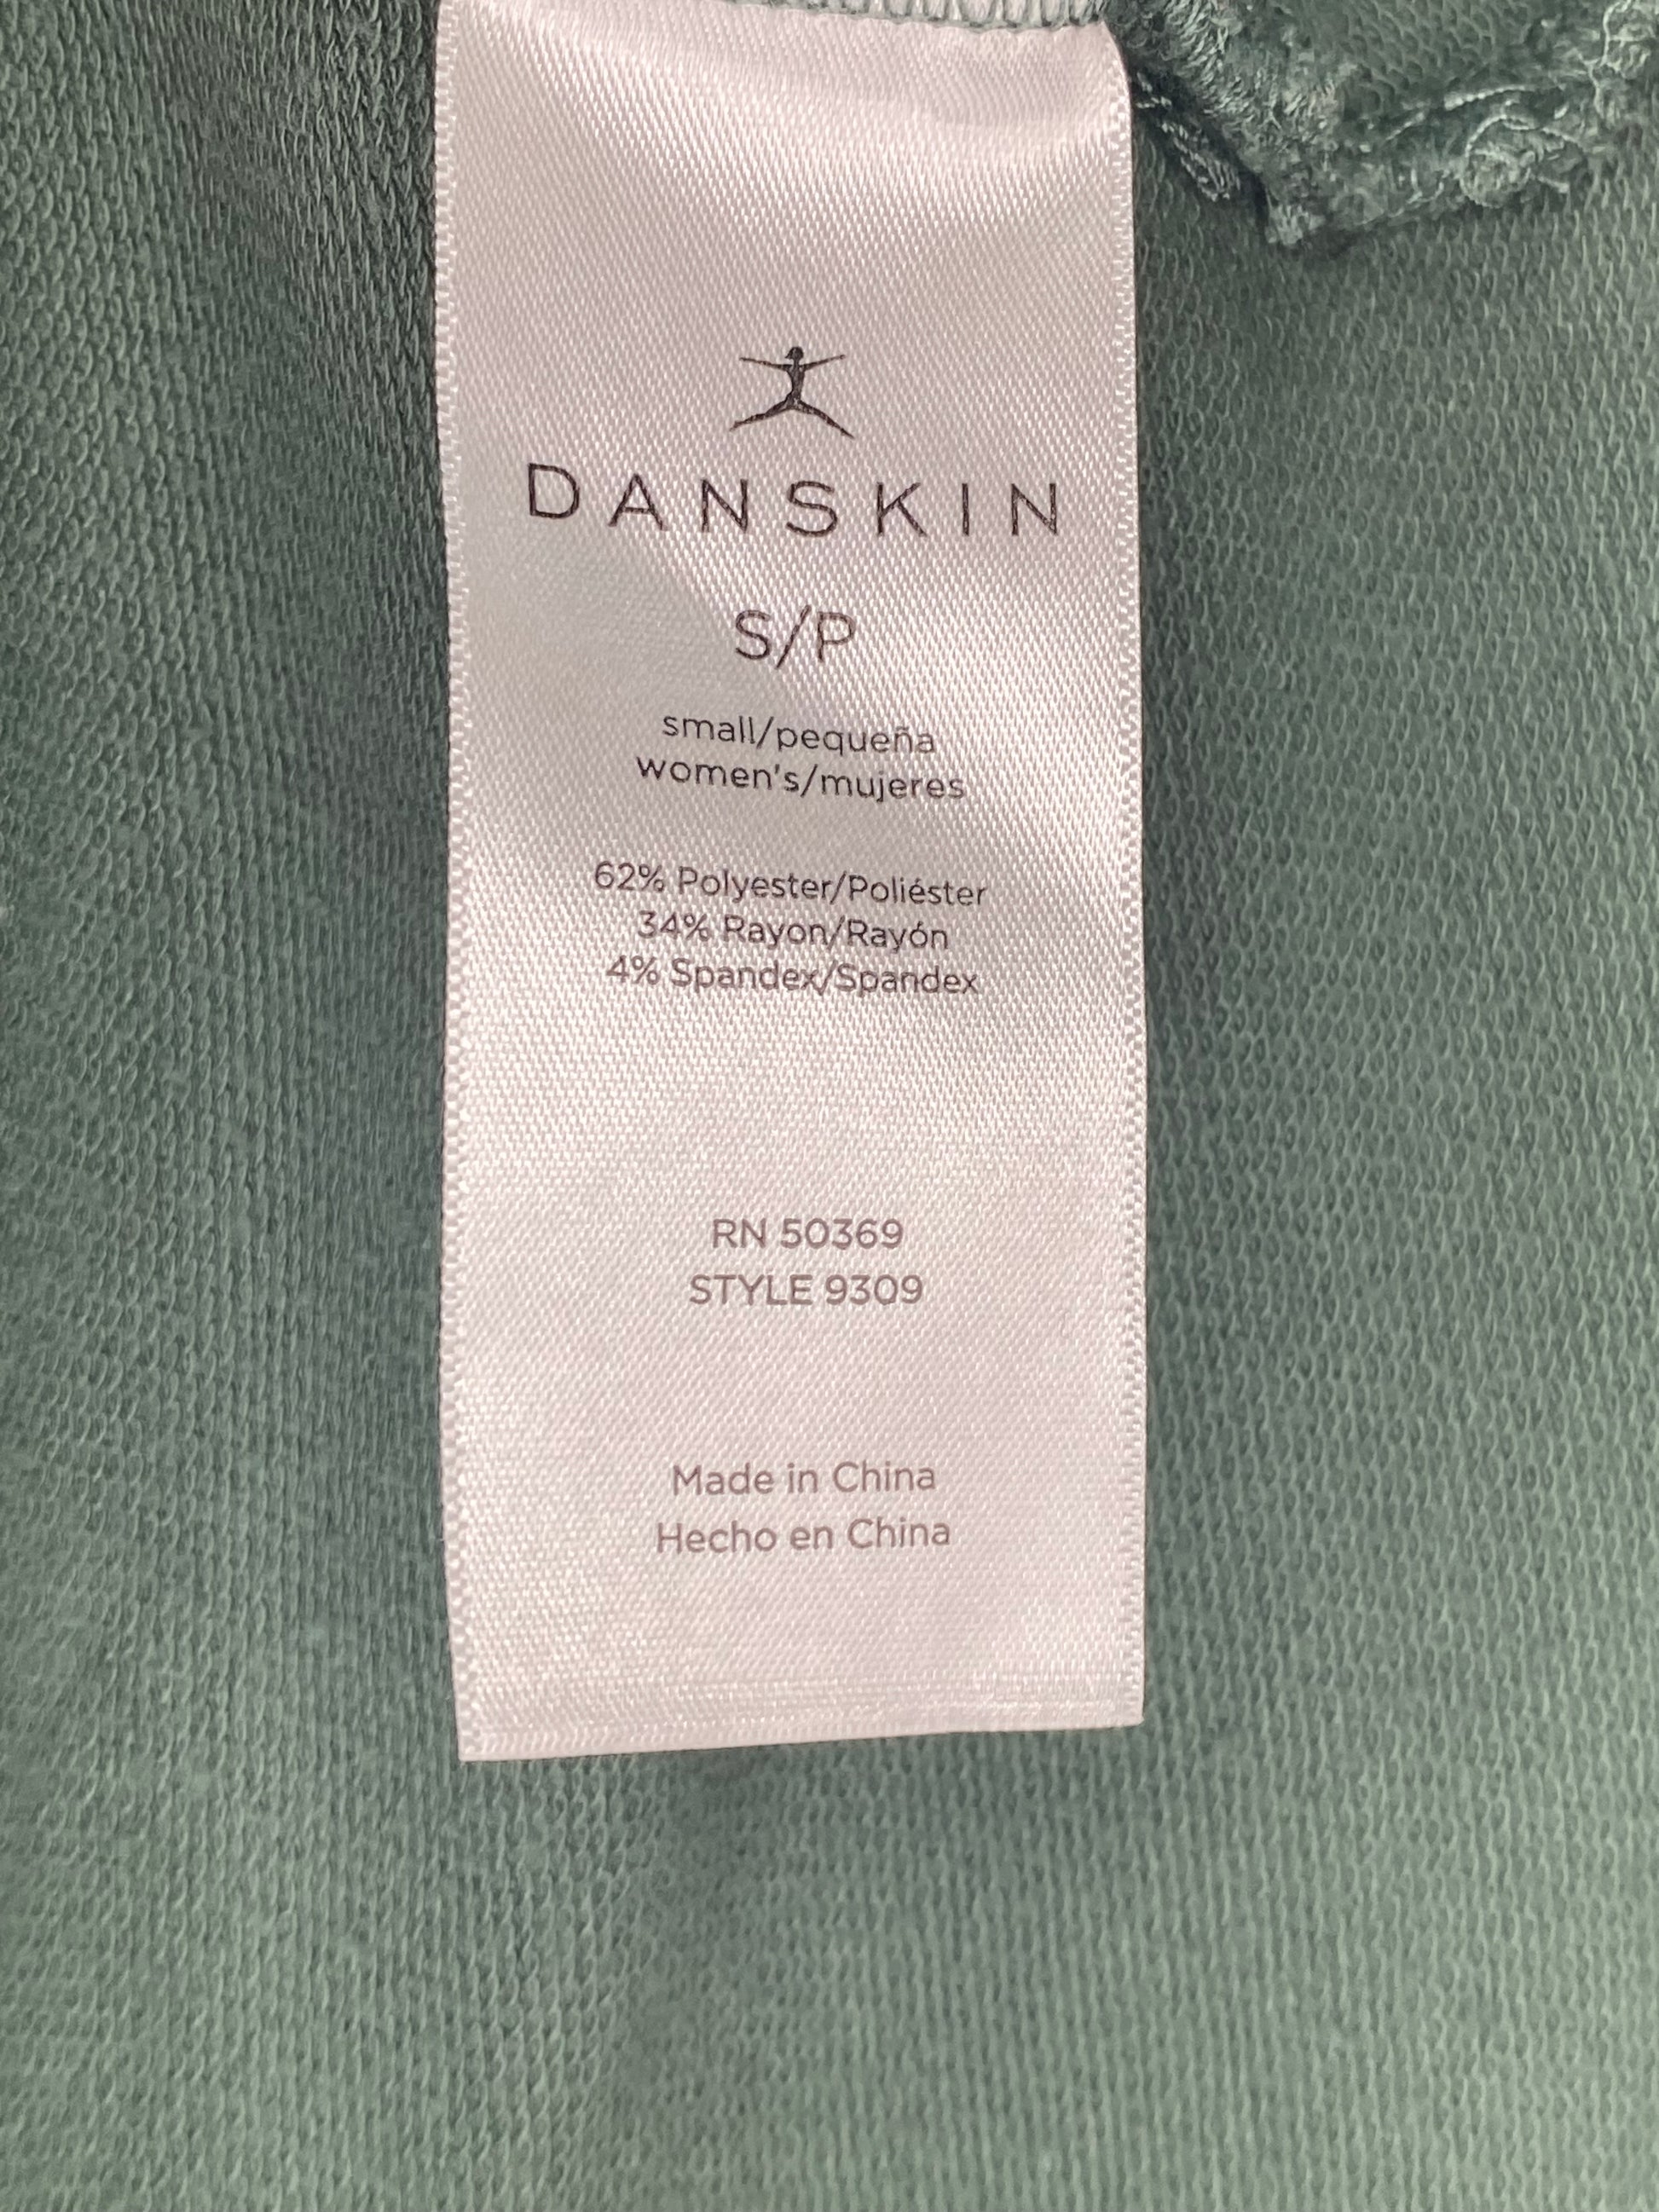 DANSKIN
S/P
small/pequeña
women's/mujeres
62% Polyester/Poliéster
34% Rayon/Rayón
4% Spandex/Spandex
RN 50369
STYLE 9309
Made in China
Hecho en China